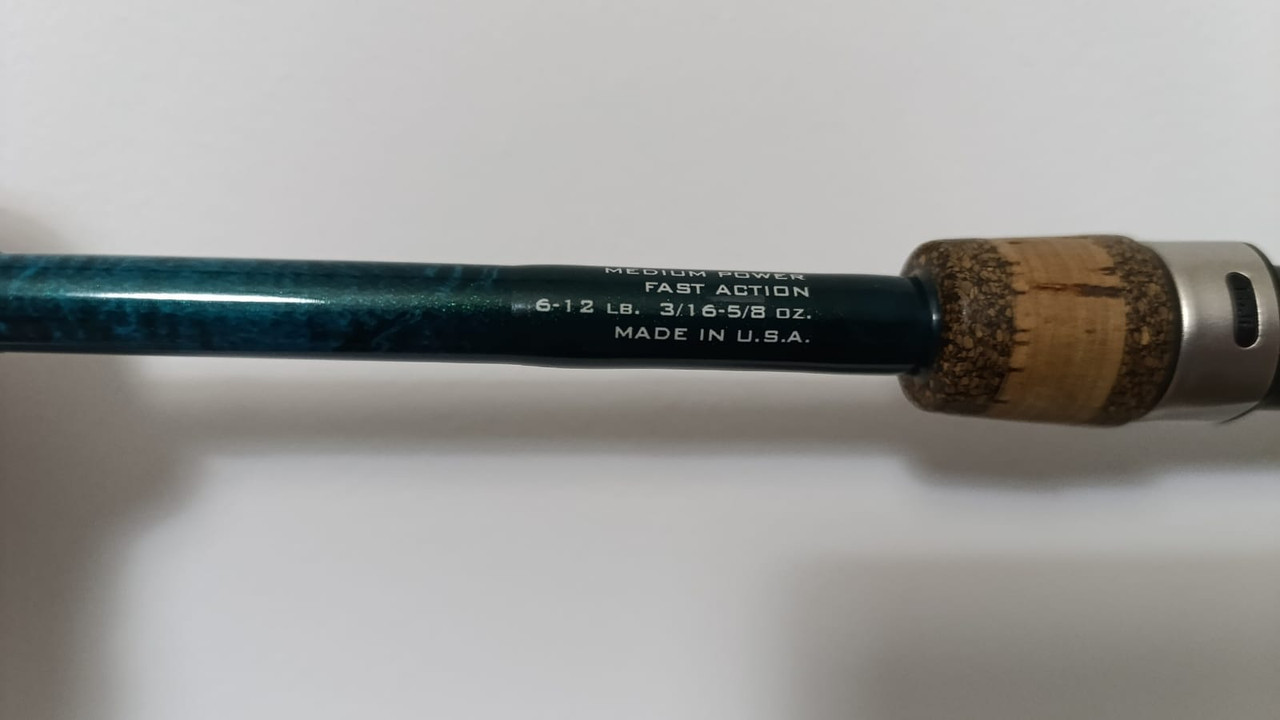 MEDIUM POWER
FAST ACTION
6-12 LB. 3/16-5/8 OZ.
MADE IN U.S.A.